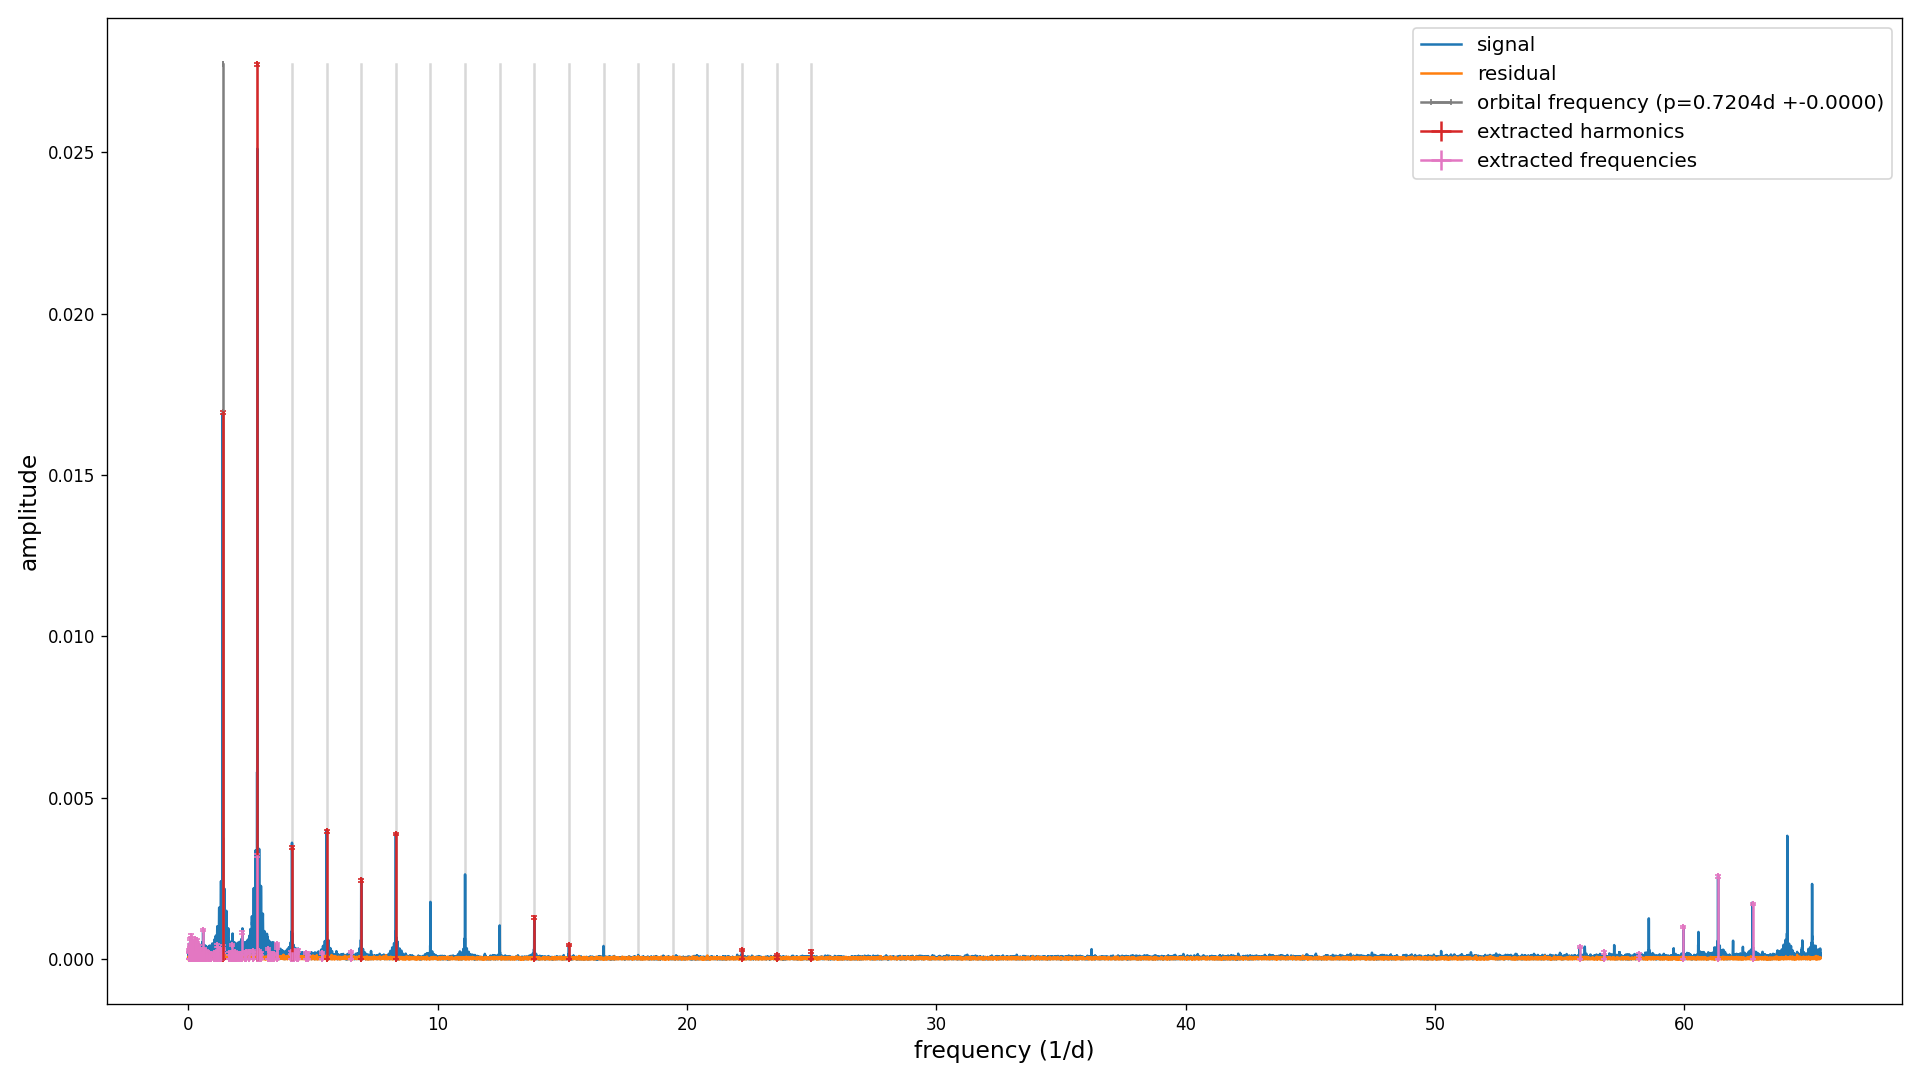 signal
residual
orbital frequency (p=0.7204d +-0.0000)
extracted harmonics
extracted frequencies
0.025
0.020
0.015
0.010
0.005
0.000
amplitude
0 10 20 30 40 50 60
frequency (1/d)